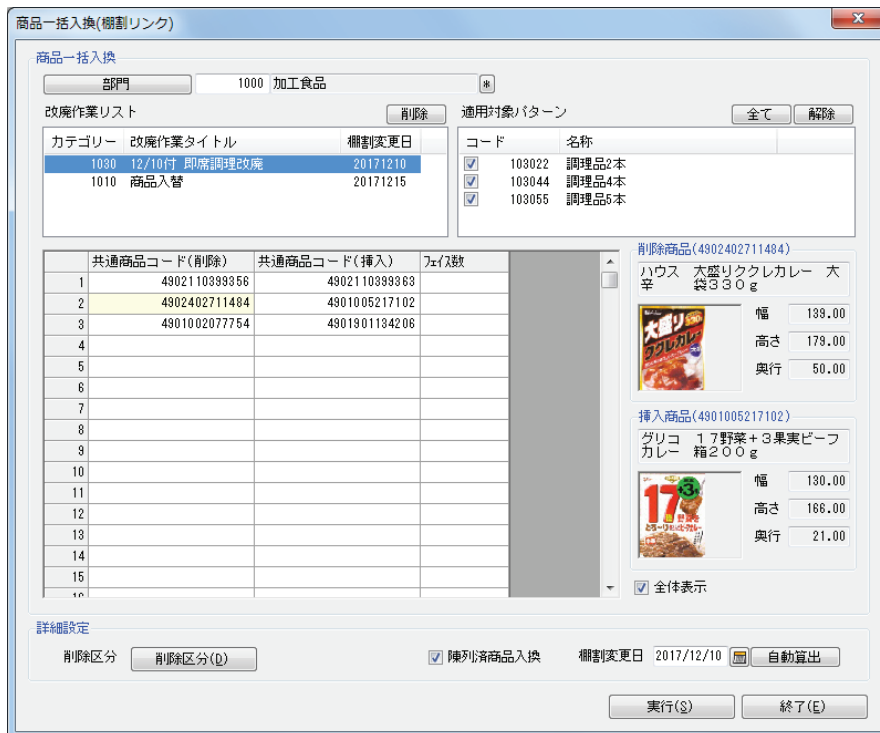 商品一括入換(棚割リンク)
商品一括入換
部門 1000 加工食品 *
改廃作業リスト 削除 適用対象パターン 全て 解除
カテゴリー 改廃作業タイトル 棚割変更日 コード 名称
1030 12/10付 即席調理改廃 20171210 103022 調理品2本
1010 商品入替 20171215 103044 調理品4本
103055 調理品5本
共通商品コード(削除) 共通商品コード(挿入) フェイス数
1 4902110399356 4902110399363
2 4902402711484 4901005217102
3 4901002077754 4901901134206
4
5
6
7
8
9
10
11
12
13
14
15
削除商品(4902402711484)
ハウス 大盛りククレカレー 大
辛 袋330g
大盛り
ククレカレー
幅 139.00
高さ 179.00
奥行 50.00
挿入商品(4901005217102)
グリコ 17野菜+3果実ビーフ
カレー 箱200g
17
+3
幅 130.00
高さ 166.00
奥行 21.00
全体表示
詳細設定
削除区分 削除区分(D) 陳列済商品入換 棚割変更日 2017/12/10 自動算出
実行(S) 終了(E)